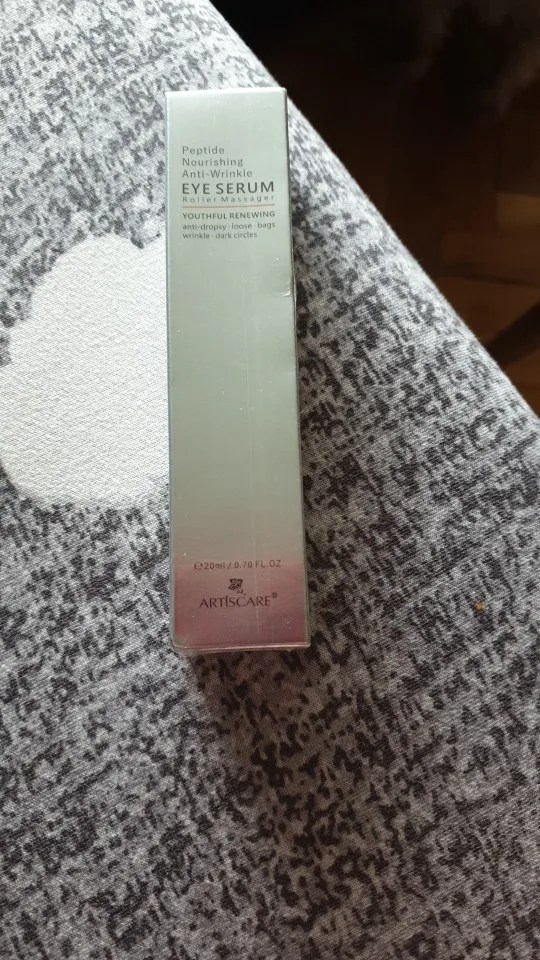 Peptide
Nourishing
Anti-Wrinkle
EYE SERUM
Roller Massager
YOUTHFUL RENEWING
anti-dropsy · loose · bags
wrinkle · dark circles
℮20ml / 0.70 FL.OZ
ARTISCARE®